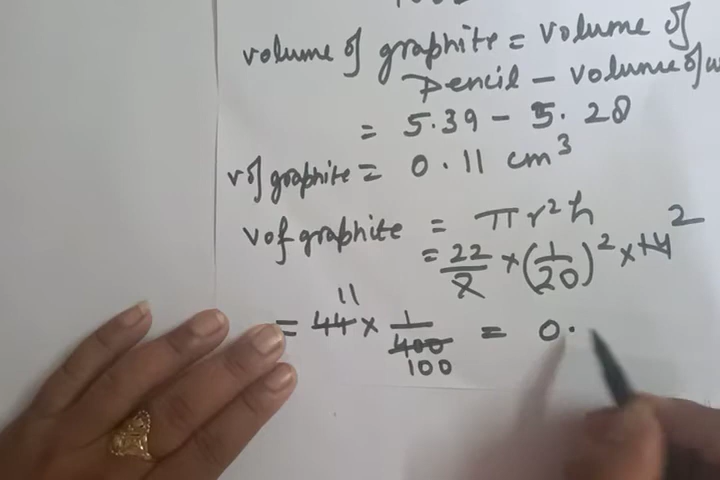 volume of graphite = volume of
Pencil - volume of
= 5.39 - 5.28
v of graphite = 0.11 cm³
v of graphite = πr²h
= 22/7 × (1/20)² × 14 2
11
= 44 × 1/400 = 0.
100